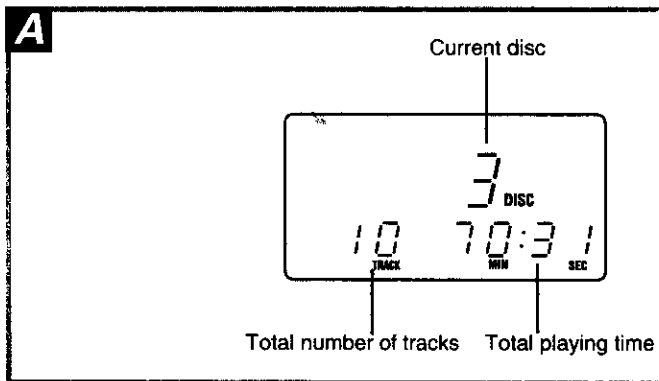 A
Current disc
3 DISC
10 70:31
TRACK MIN SEC
Total number of tracks Total playing time